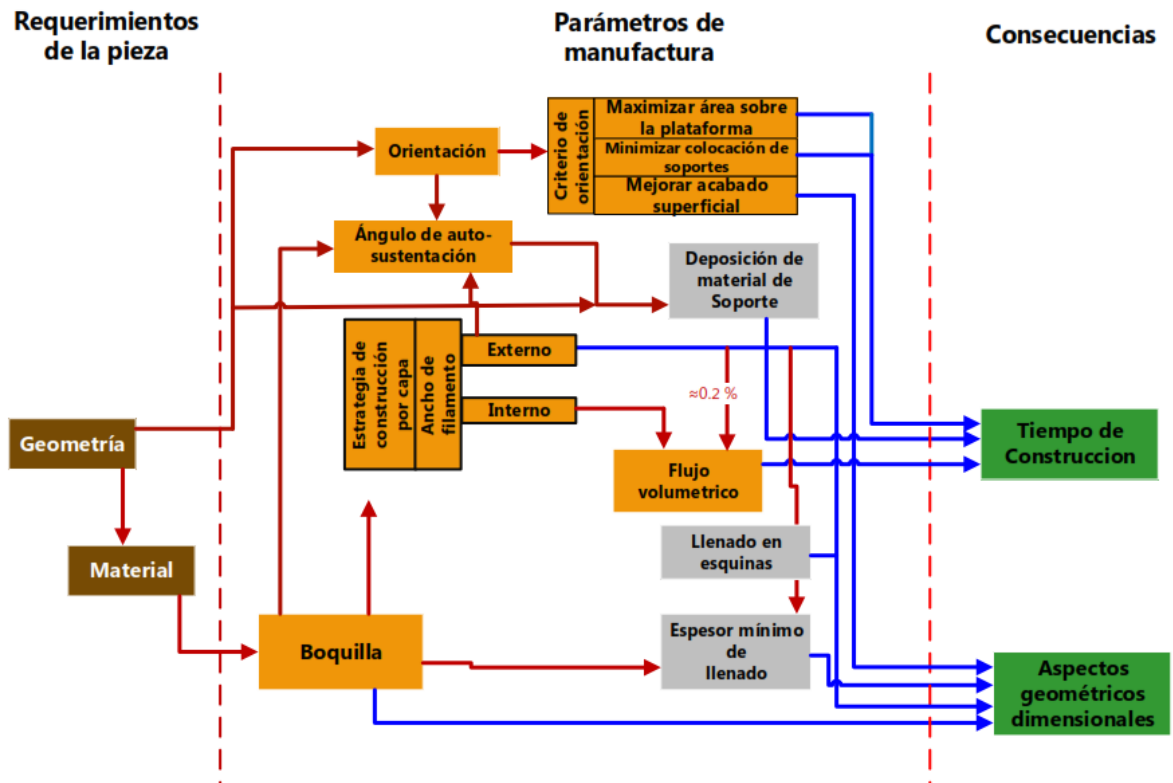 Requerimientos
de la pieza
Parámetros de
manufactura
Consecuencias
Orientación
Criterio de
orientación
Maximizar área sobre
la plataforma
Minimizar colocación de
soportes
Mejorar acabado
superficial
Ángulo de auto-
sustentación
Deposición de
material de
Soporte
Estrategia de
construcción
por capa
Ancho de
filamento
Externo
Interno
≈0.2 %
Geometría
Flujo
volumetrico
Tiempo de
Construccion
Material
Llenado en
esquinas
Boquilla
Espesor mínimo
de
llenado
Aspectos
geométricos
dimensionales